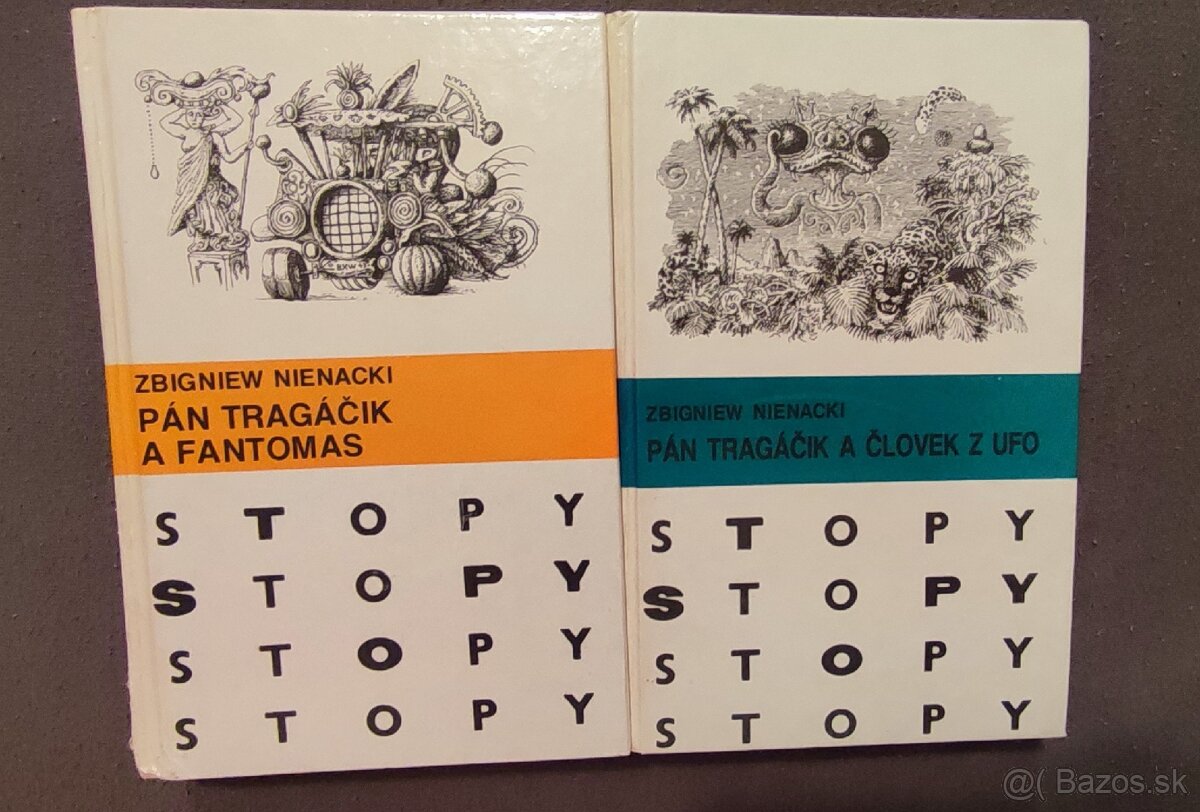 ZBIGNIEW NIENACKI
PÁN TRAGÁČIK
A FANTOMAS
S T O P Y
S T O P Y
S T O P Y
S T O P Y
ZBIGNIEW NIENACKI
PÁN TRAGÁČIK A ČLOVEK Z UFO
S T O P Y
S T O P Y
S T O P Y
S T O P Y
@( Bazos.sk